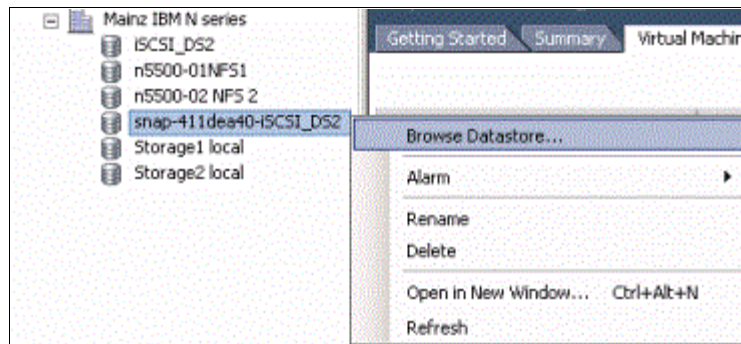 Mainz IBM N series
iSCSI_DS2
n5500-01NFS1
n5500-02 NFS 2
snap-411dea40-iSCSI_DS2
Storage1 local
Storage2 local
Getting Started
Summary
Virtual Machin
Browse Datastore...
Alarm
Rename
Delete
Open in New Window... Ctrl+Alt+N
Refresh